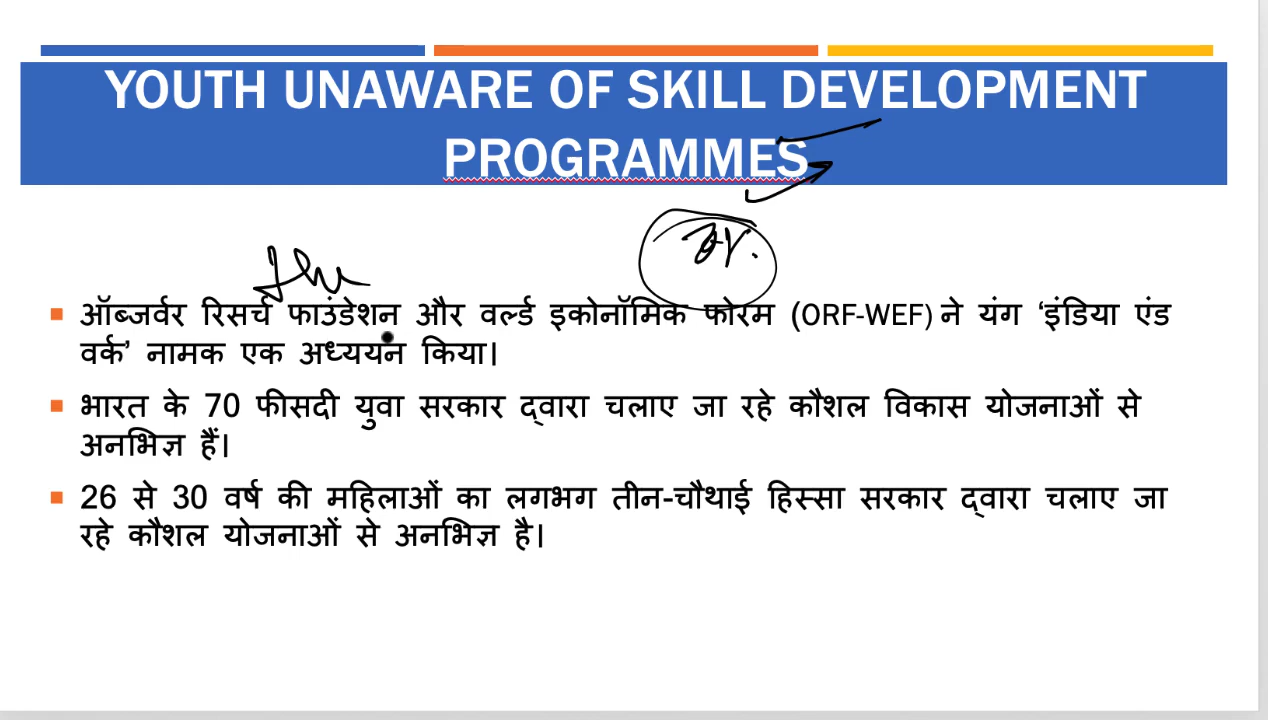 YOUTH UNAWARE OF SKILL DEVELOPMENT
PROGRAMMES
ऑब्जर्वर रिसर्च फाउंडेशन और वर्ल्ड इकोनॉमिक फोरम (ORF-WEF) ने यंग ‘इंडिया एंड
वर्क’ नामक एक अध्ययन किया।
भारत के 70 फीसदी युवा सरकार द्वारा चलाए जा रहे कौशल विकास योजनाओं से
अनभिज्ञ हैं।
26 से 30 वर्ष की महिलाओं का लगभग तीन-चौथाई हिस्सा सरकार द्वारा चलाए जा
रहे कौशल योजनाओं से अनभिज्ञ है।